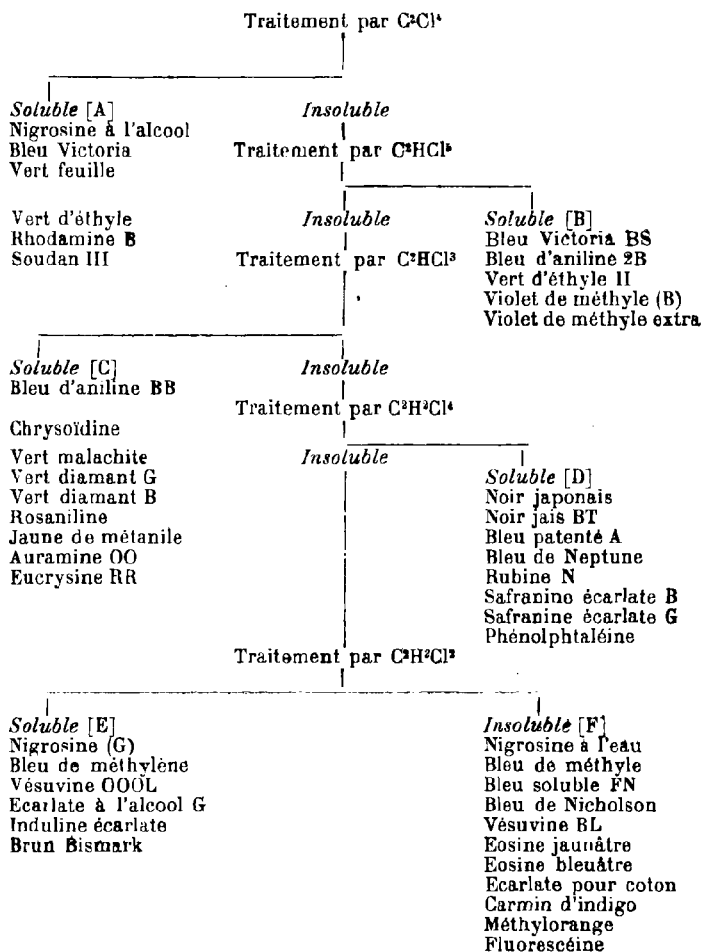 Traitement par C²Cl⁴
Soluble [A]
Nigrosine à l'alcool
Bleu Victoria
Vert feuille
Vert d'éthyle
Rhodamine B
Soudan III
Insoluble
Traitement par C²HCl⁵
Insoluble
Traitement par C²HCl³
Soluble [B]
Bleu Victoria BS
Bleu d'aniline 2B
Vert d'éthyle II
Violet de méthyle (B)
Violet de méthyle extra
Soluble [C]
Bleu d'aniline BB
Chrysoïdine
Vert malachite
Vert diamant G
Vert diamant B
Rosaniline
Jaune de métanile
Auramine OO
Eucrysine RR
Insoluble
Traitement par C²H²Cl⁴
Insoluble
Soluble [D]
Noir japonais
Noir jais BT
Bleu patenté A
Bleu de Neptune
Rubine N
Safranine écarlate B
Safranine écarlate G
Phénolphtaléine
Traitement par C²H²Cl²
Soluble [E]
Nigrosine (G)
Bleu de méthylène
Vésuvine OOOL
Ecarlate à l'alcool G
Induline écarlate
Brun Bismark
Insoluble [F]
Nigrosine à l'eau
Bleu de méthyle
Bleu soluble FN
Bleu de Nicholson
Vésuvine BL
Eosine jaunâtre
Eosine bleuâtre
Ecarlate pour coton
Carmin d'indigo
Méthylorange
Fluorescéine